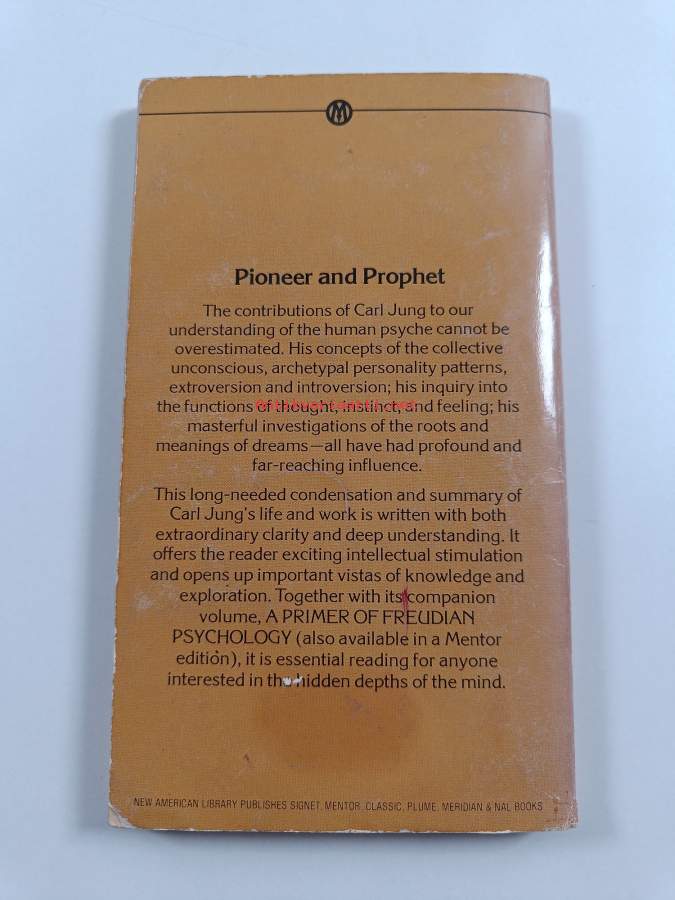 Pioneer and Prophet
The contributions of Carl Jung to our
understanding of the human psyche cannot be
overestimated. His concepts of the collective
unconscious, archetypal personality patterns,
extroversion and introversion; his inquiry into
the functions of thought, instinct, and feeling; his
masterful investigations of the roots and
meanings of dreams—all have had profound and
far-reaching influence.
This long-needed condensation and summary of
Carl Jung's life and work is written with both
extraordinary clarity and deep understanding. It
offers the reader exciting intellectual stimulation
and opens up important vistas of knowledge and
exploration. Together with its companion
volume, A PRIMER OF FREUDIAN
PSYCHOLOGY (also available in a Mentor
edition), it is essential reading for anyone
interested in the hidden depths of the mind.
NEW AMERICAN LIBRARY PUBLISHES SIGNET, MENTOR, CLASSIC, PLUME, MERIDIAN & NAL BOOKS